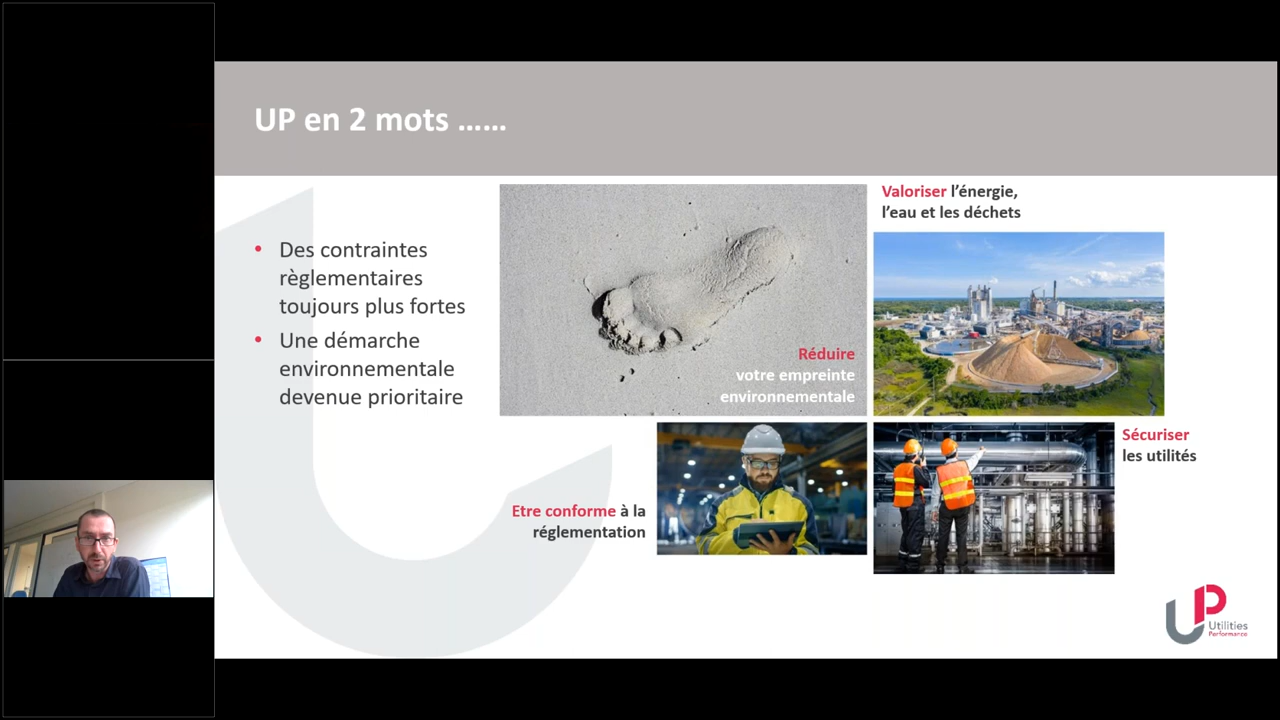 UP en 2 mots ......
• Des contraintes
règlementaires
toujours plus fortes
• Une démarche
environnementale
devenue prioritaire
Réduire
votre empreinte
environnementale
Valoriser l’énergie,
l’eau et les déchets
Etre conforme à la
réglementation
Sécuriser
les utilités
UP
Utilities
Performance